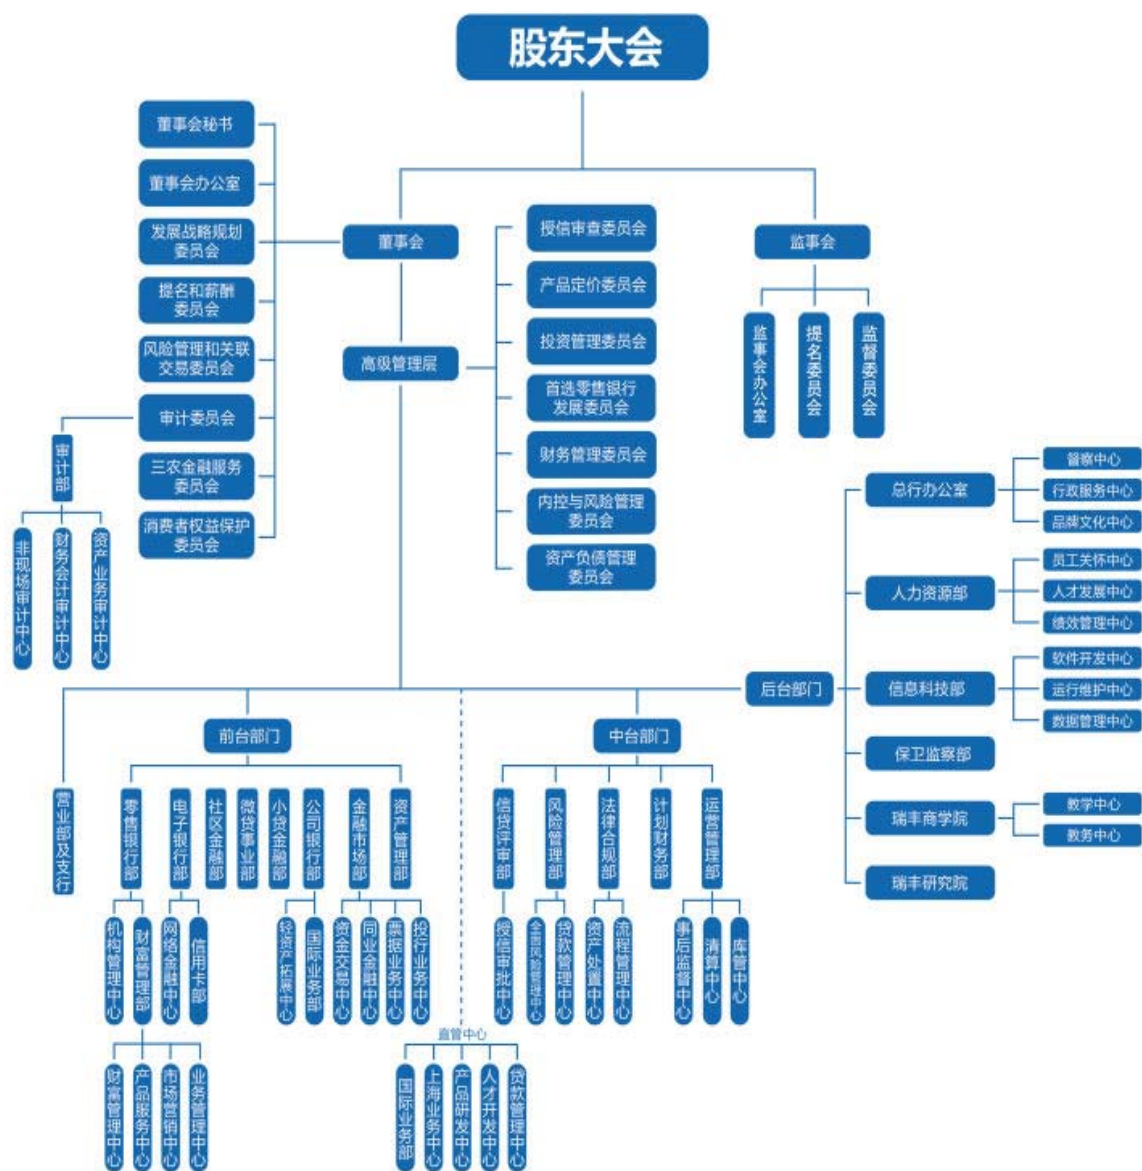 股东大会
董事会秘书
董事会办公室
发展战略规划
委员会
提名和薪酬
委员会
风险管理和关联
交易委员会
审计委员会
三农金融服务
委员会
消费者权益保护
委员会
董事会
高级管理层
授信审查委员会
产品定价委员会
投资管理委员会
首选零售银行
发展委员会
财务管理委员会
内控与风险管理
委员会
资产负债管理
委员会
监事会
监事会办公室
提名委员会
监督委员会
审计部
非现场审计中心
财务会计审计中心
资产业务审计中心
后台部门
总行办公室
督察中心
行政服务中心
品牌文化中心
人力资源部
员工关怀中心
人才发展中心
绩效管理中心
信息科技部
软件开发中心
运行维护中心
数据管理中心
保卫监察部
瑞丰商学院
教学中心
教务中心
瑞丰研究院
前台部门
中台部门
营业部及支行
零售银行部
电子银行部
社区金融部
微贷事业部
小贷金融部
公司银行部
金融市场部
资产管理部
信贷评审部
风险管理部
法律合规部
计划财务部
运营管理部
机构管理中心
财富管理部
网络金融中心
信用卡部
轻资产拓展中心
国际业务部
资金交易中心
同业金融中心
票据业务中心
投行业务中心
授信审批中心
全面风险管理中心
贷款管理中心
资产处置中心
流程管理中心
事后监督中心
清算中心
库管中心
直管中心
财富管理中心
产品服务中心
市场营销中心
业务管理中心
国际业务部
上海业务中心
产品研发中心
人才开发中心
贷款管理中心